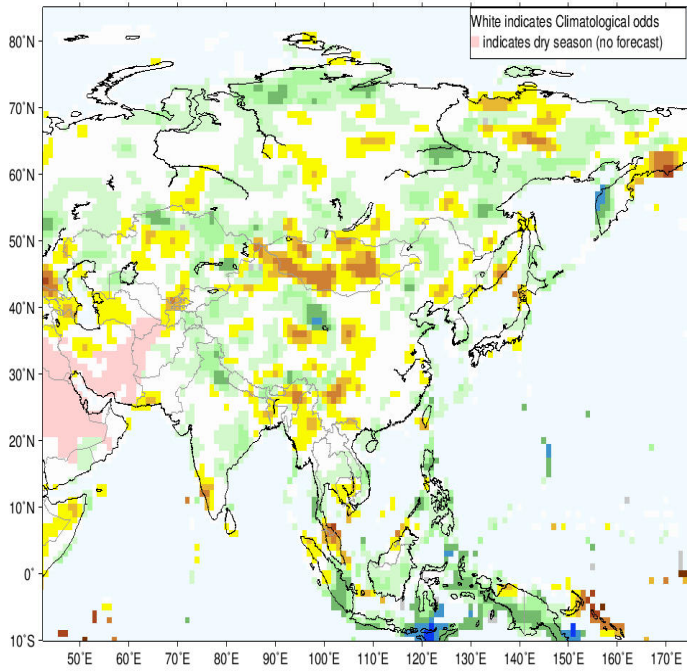 White indicates Climatological odds
indicates dry season (no forecast)
80°N
70°N
60°N
50°N
40°N
30°N
20°N
10°N
0°
10°S
50°E 60°E 70°E 80°E 90°E 100°E 110°E 120°E 130°E 140°E 150°E 160°E 170°E